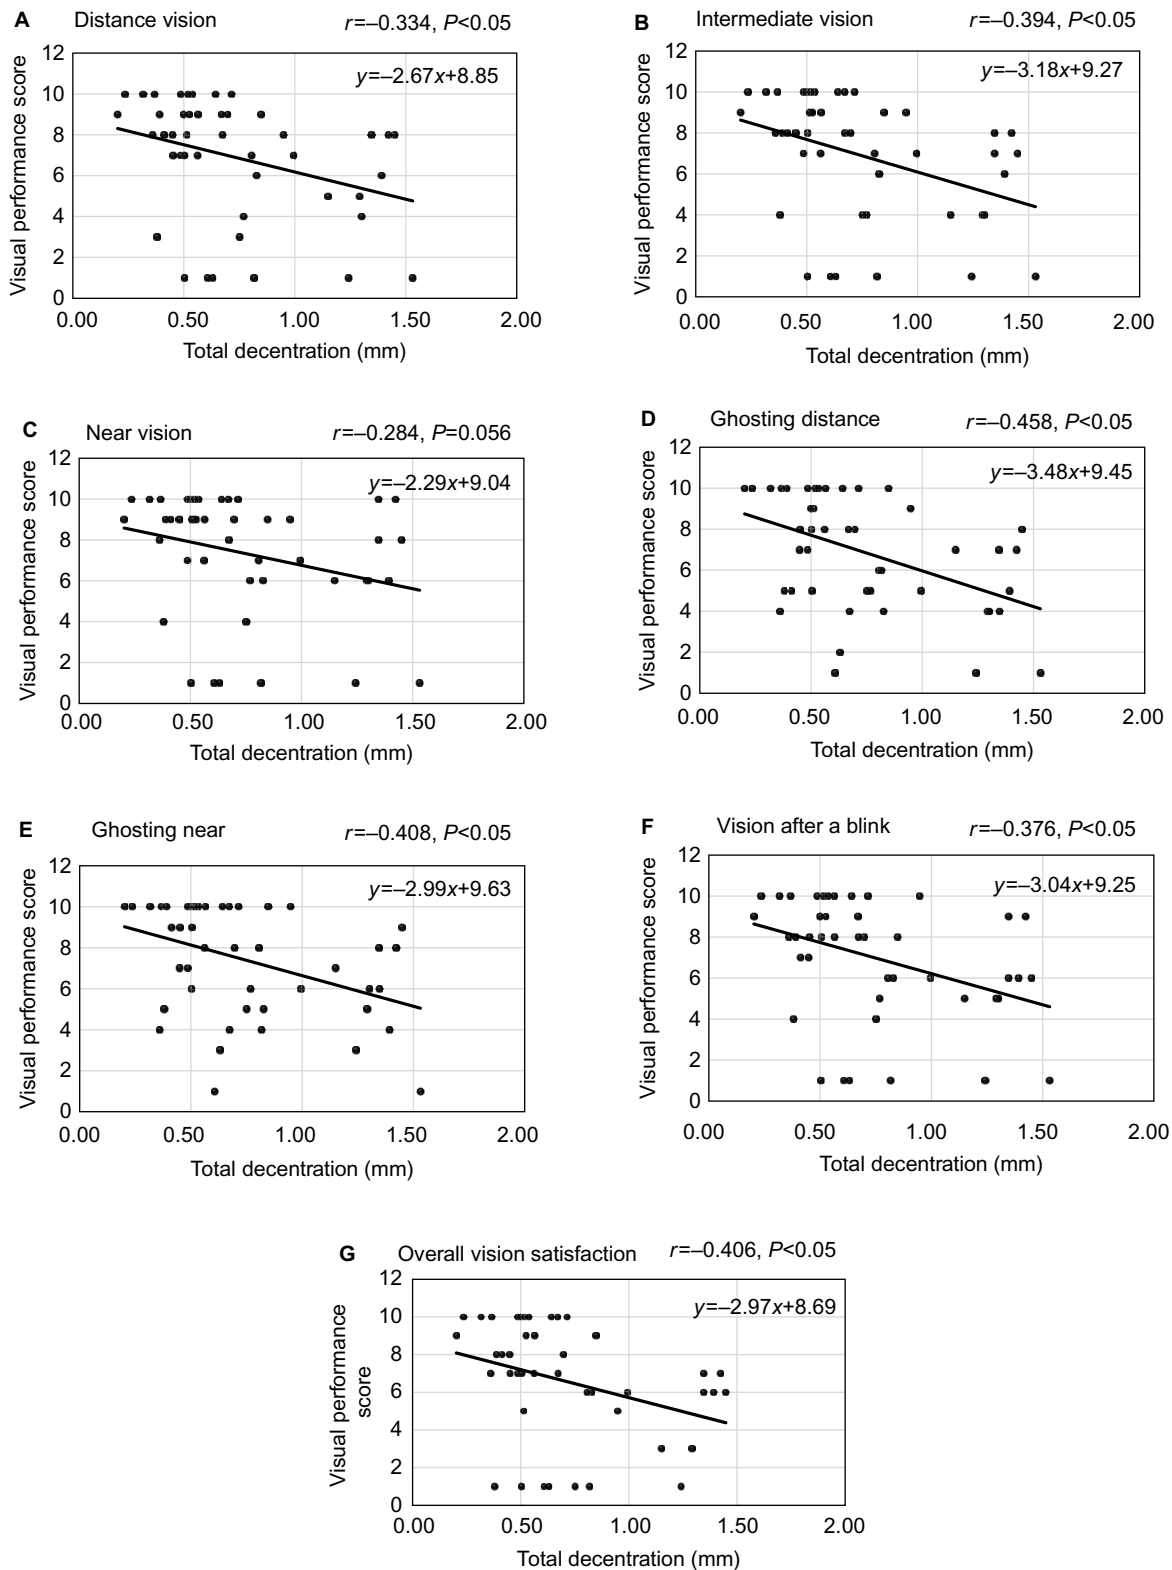 A Distance vision r=–0.334, P<0.05
y=–2.67x+8.85
Visual performance score
12
10
8
6
4
2
0
0.00 0.50 1.00 1.50 2.00
Total decentration (mm)
B Intermediate vision r=–0.394, P<0.05
y=–3.18x+9.27
Visual performance score
12
10
8
6
4
2
0
0.00 0.50 1.00 1.50 2.00
Total decentration (mm)
C Near vision r=–0.284, P=0.056
y=–2.29x+9.04
Visual performance score
12
10
8
6
4
2
0
0.00 0.50 1.00 1.50 2.00
Total decentration (mm)
D Ghosting distance r=–0.458, P<0.05
y=–3.48x+9.45
Visual performance score
12
10
8
6
4
2
0
0.00 0.50 1.00 1.50 2.00
Total decentration (mm)
E Ghosting near r=–0.408, P<0.05
y=–2.99x+9.63
Visual performance score
12
10
8
6
4
2
0
0.00 0.50 1.00 1.50 2.00
Total decentration (mm)
F Vision after a blink r=–0.376, P<0.05
y=–3.04x+9.25
Visual performance score
12
10
8
6
4
2
0
0.00 0.50 1.00 1.50 2.00
Total decentration (mm)
G Overall vision satisfaction r=–0.406, P<0.05
y=–2.97x+8.69
Visual performance
score
12
10
8
6
4
2
0
0.00 0.50 1.00 1.50 2.00
Total decentration (mm)